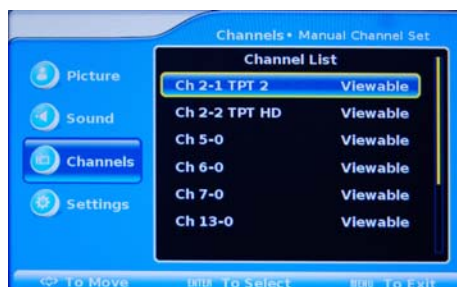 Channels • Manual Channel Set
Channel List
Picture
Sound
Channels
Settings
Ch 2-1 TPT 2 Viewable
Ch 2-2 TPT HD Viewable
Ch 5-0 Viewable
Ch 6-0 Viewable
Ch 7-0 Viewable
Ch 13-0 Viewable
To Move ENTER To Select MENU To Exit